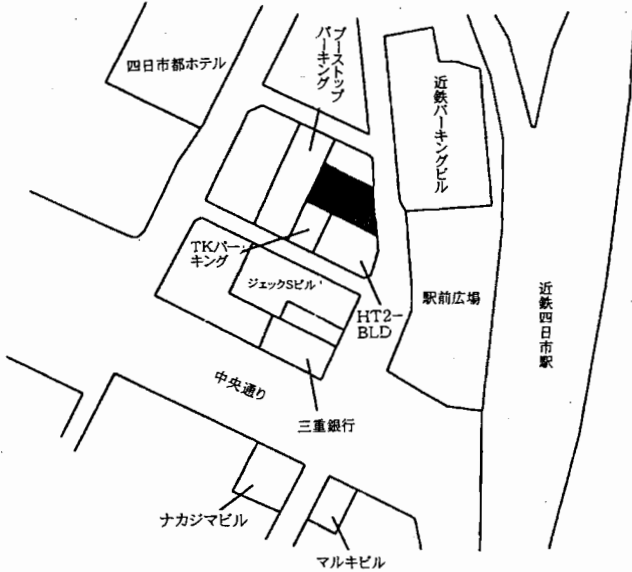 四日市都ホテル
ブーストップ
パーキング
近鉄パーキングビル
TKパー
キング
ジェックSビル
HT2-
BLD
駅前広場
近鉄四日市駅
中央通り
三重銀行
ナカジマビル
マルキビル